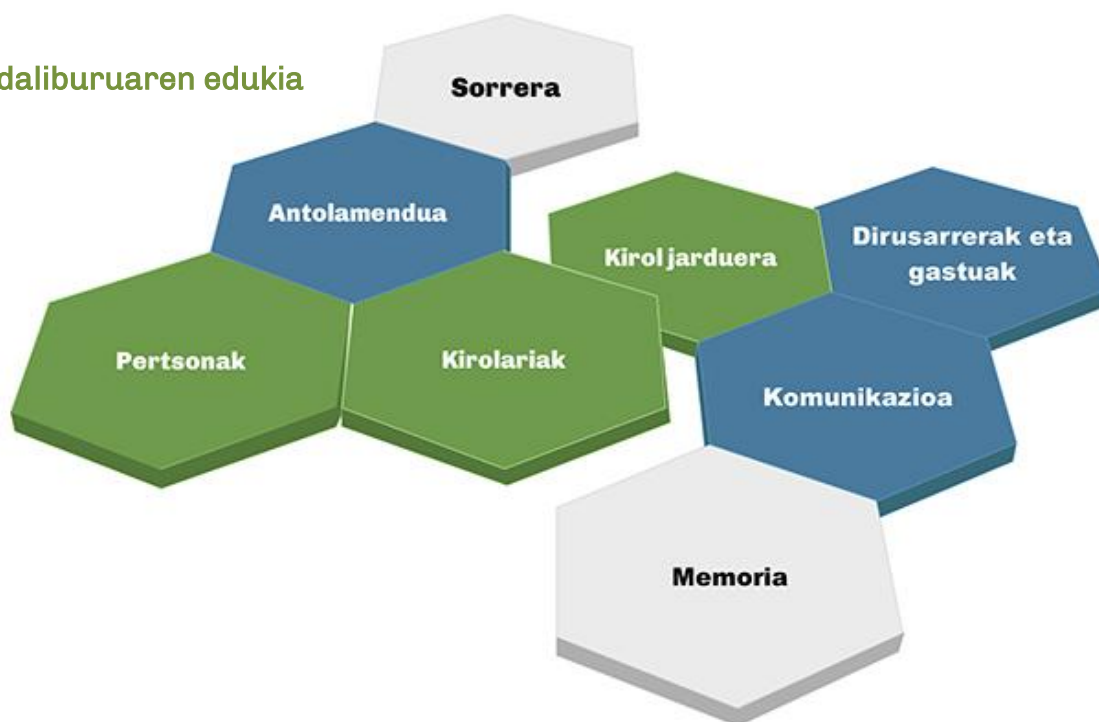 daliburuaren edukia
Sorrera
Antolamendua
Kirol jarduera
Dirusarrerak eta
gastuak
Pertsonak
Kirolariak
Komunikazioa
Memoria